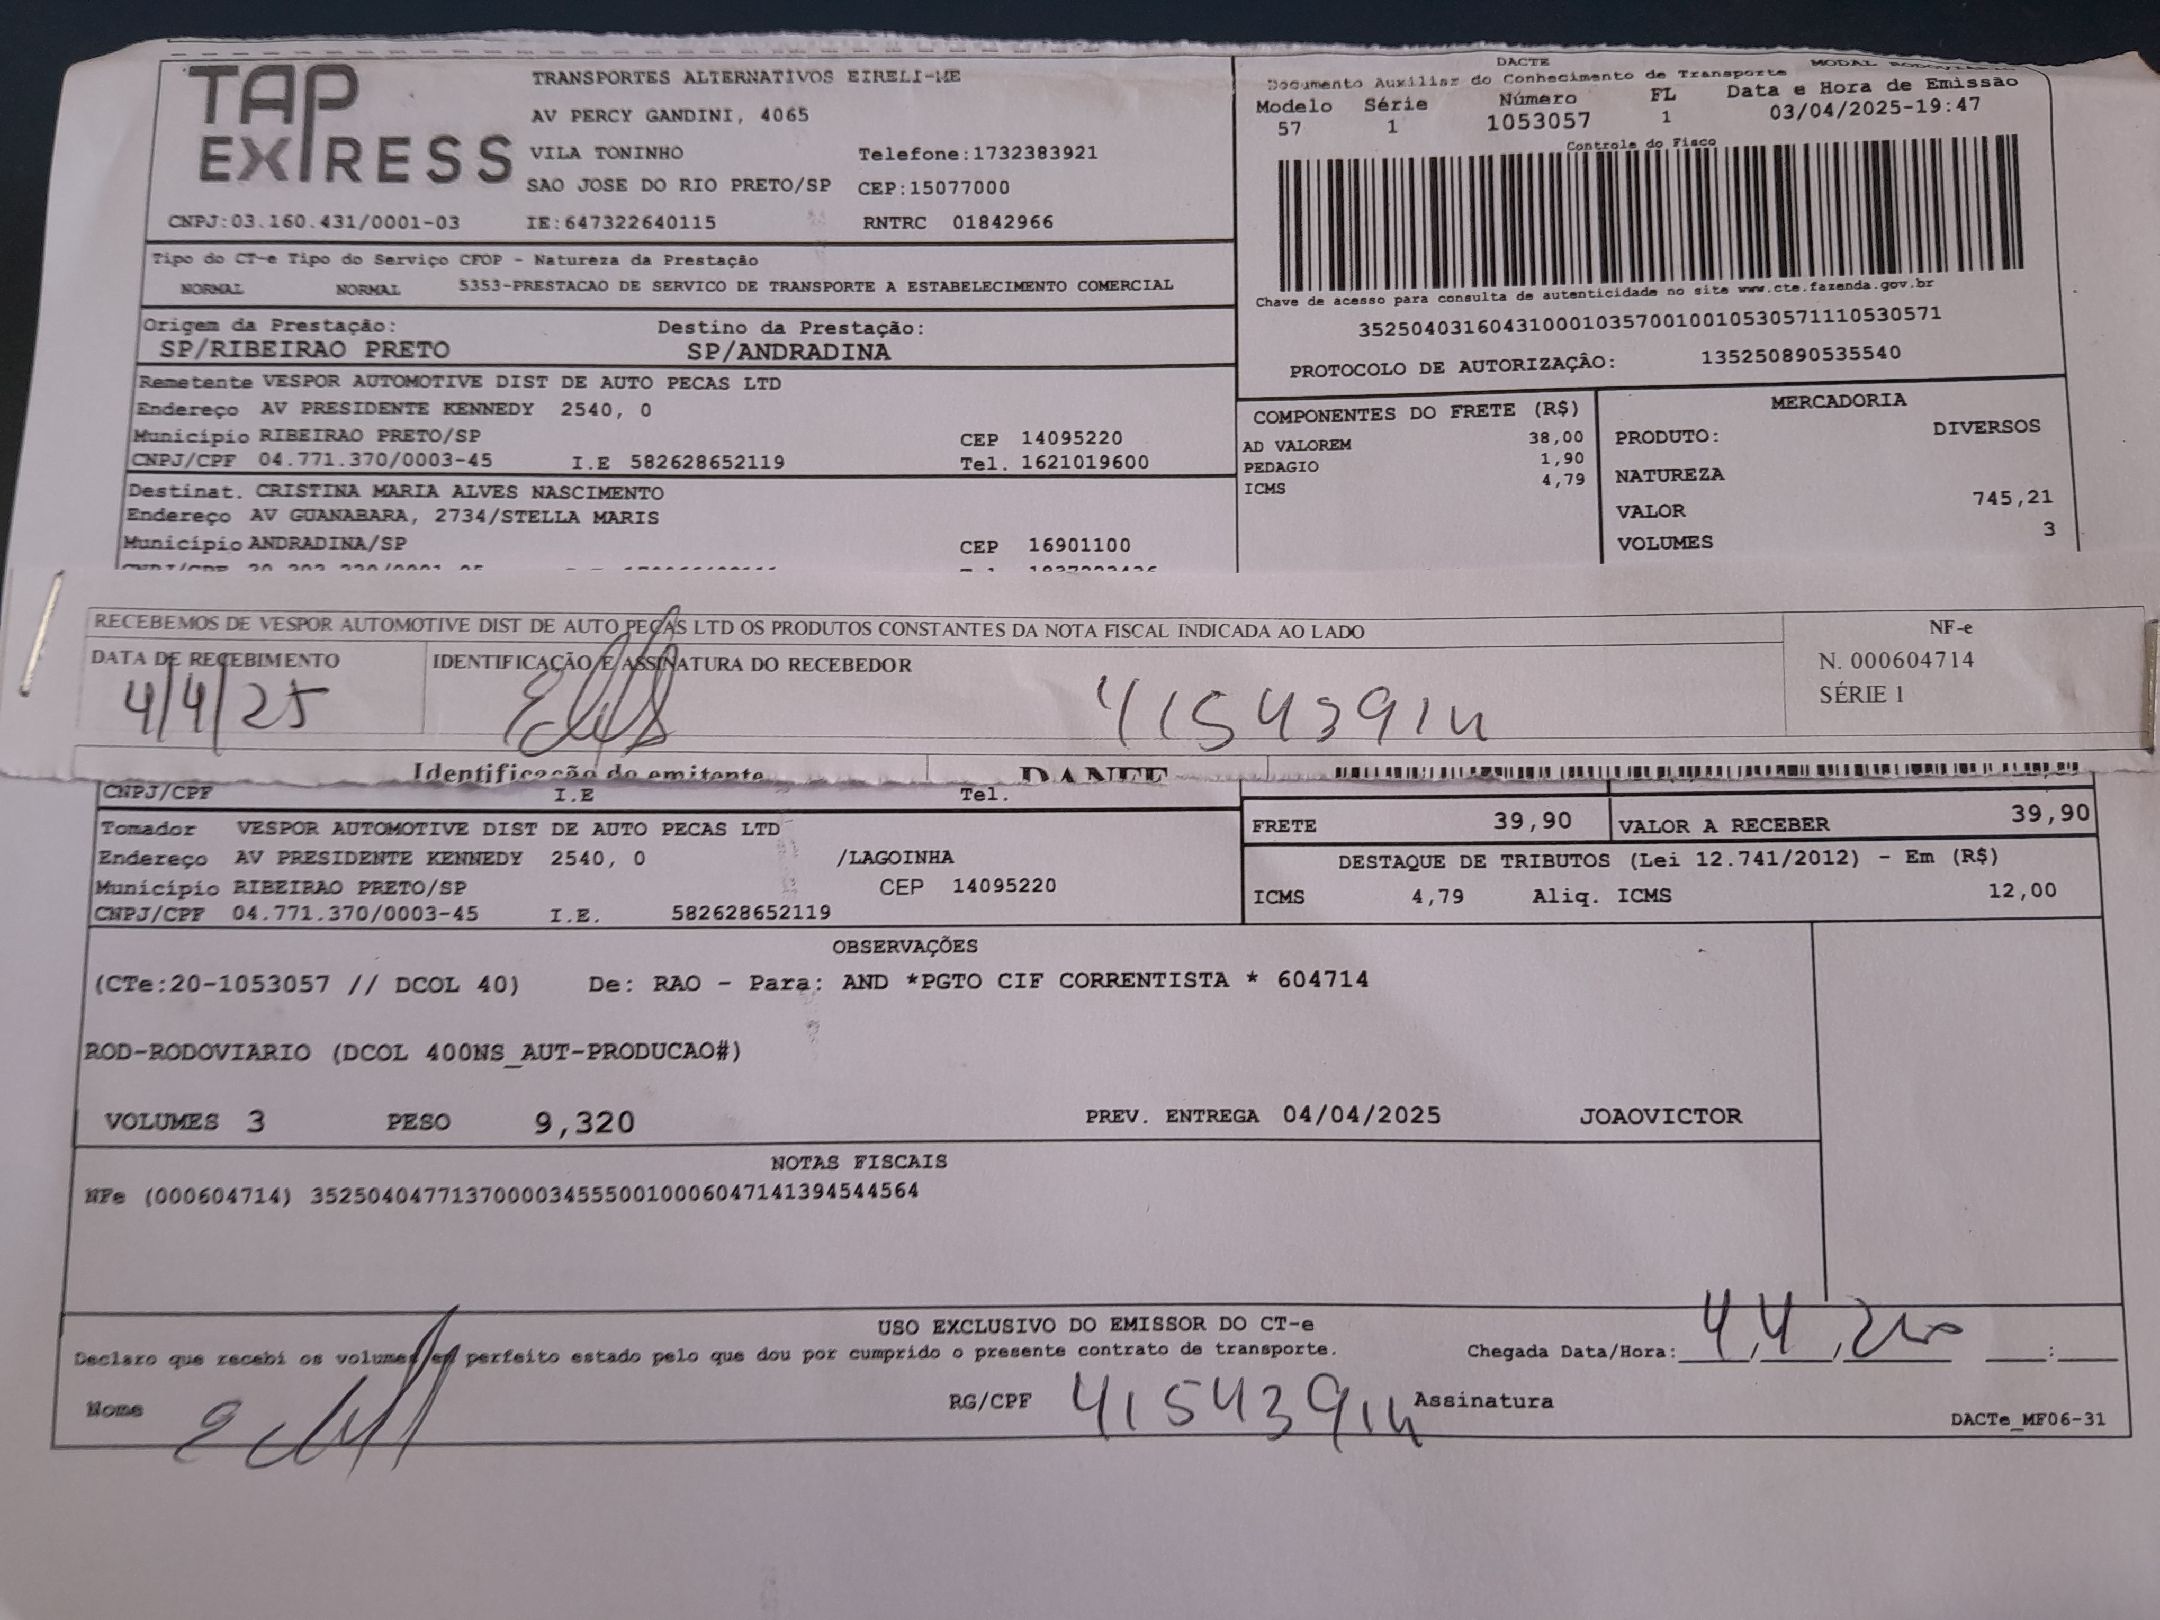 TAP EXPRESS
TRANSPORTES ALTERNATIVOS EIRELI-ME
AV PERCY GANDINI, 4065
VILA TONINHO Telefone:1732383921
SAO JOSE DO RIO PRETO/SP CEP:15077000
CNPJ:03.160.431/0001-03 IE:647322640115 RNTRC 01842966
DACTE
Documento Auxiliar do Conhecimento de Transporte MODAL
Modelo Série Número FL Data e Hora de Emissão
57 1 1053057 1 03/04/2025-19:47
Controle do Fisco
Chave de acesso para consulta de autenticidade no site www.cte.fazenda.gov.br
35250403160431000103570010010530571110530571
PROTOCOLO DE AUTORIZAÇÃO: 135250890535540
Tipo do CT-e Tipo do Serviço CFOP - Natureza da Prestação
NORMAL NORMAL 5353-PRESTACAO DE SERVICO DE TRANSPORTE A ESTABELECIMENTO COMERCIAL
Origem da Prestação: Destino da Prestação:
SP/RIBEIRAO PRETO SP/ANDRADINA
Remetente VESPOR AUTOMOTIVE DIST DE AUTO PECAS LTD
Endereço AV PRESIDENTE KENNEDY 2540, 0
Município RIBEIRAO PRETO/SP CEP 14095220
CNPJ/CPF 04.771.370/0003-45 I.E 582628652119 Tel. 1621019600
Destinat. CRISTINA MARIA ALVES NASCIMENTO
Endereço AV GUANABARA, 2734/STELLA MARIS
Município ANDRADINA/SP CEP 16901100
COMPONENTES DO FRETE (R$)
AD VALOREM 38,00
PEDAGIO 1,90
ICMS 4,79
MERCADORIA
PRODUTO: DIVERSOS
NATUREZA
VALOR 745,21
VOLUMES 3
RECEBEMOS DE VESPOR AUTOMOTIVE DIST DE AUTO PEÇAS LTD OS PRODUTOS CONSTANTES DA NOTA FISCAL INDICADA AO LADO
DATA DE RECEBIMENTO IDENTIFICAÇÃO E ASSINATURA DO RECEBEDOR
4/4/25 41543914
NF-e
N. 000604714
SÉRIE 1
Identificação do emitente DANFE
CNPJ/CPF I.E Tel.
Tomador VESPOR AUTOMOTIVE DIST DE AUTO PECAS LTD
Endereço AV PRESIDENTE KENNEDY 2540, 0 /LAGOINHA
Município RIBEIRAO PRETO/SP CEP 14095220
CNPJ/CPF 04.771.370/0003-45 I.E. 582628652119
FRETE 39,90 VALOR A RECEBER 39,90
DESTAQUE DE TRIBUTOS (Lei 12.741/2012) - Em (R$)
ICMS 4,79 Aliq. ICMS 12,00
OBSERVAÇÕES
(CTe:20-1053057 // DCOL 40) De: RAO - Para: AND *PGTO CIF CORRENTISTA * 604714
ROD-RODOVIARIO (DCOL 400NS_AUT-PRODUCAO#)
VOLUMES 3 PESO 9,320 PREV. ENTREGA 04/04/2025 JOAOVICTOR
NOTAS FISCAIS
NFe (000604714) 35250404771370000345550010006047141394544564
USO EXCLUSIVO DO EMISSOR DO CT-e
Declaro que recebi os volumes em perfeito estado pelo que dou por cumprido o presente contrato de transporte. Chegada Data/Hora: 4, 4,
Nome RG/CPF 41543914 Assinatura
DACTe_MF06-31